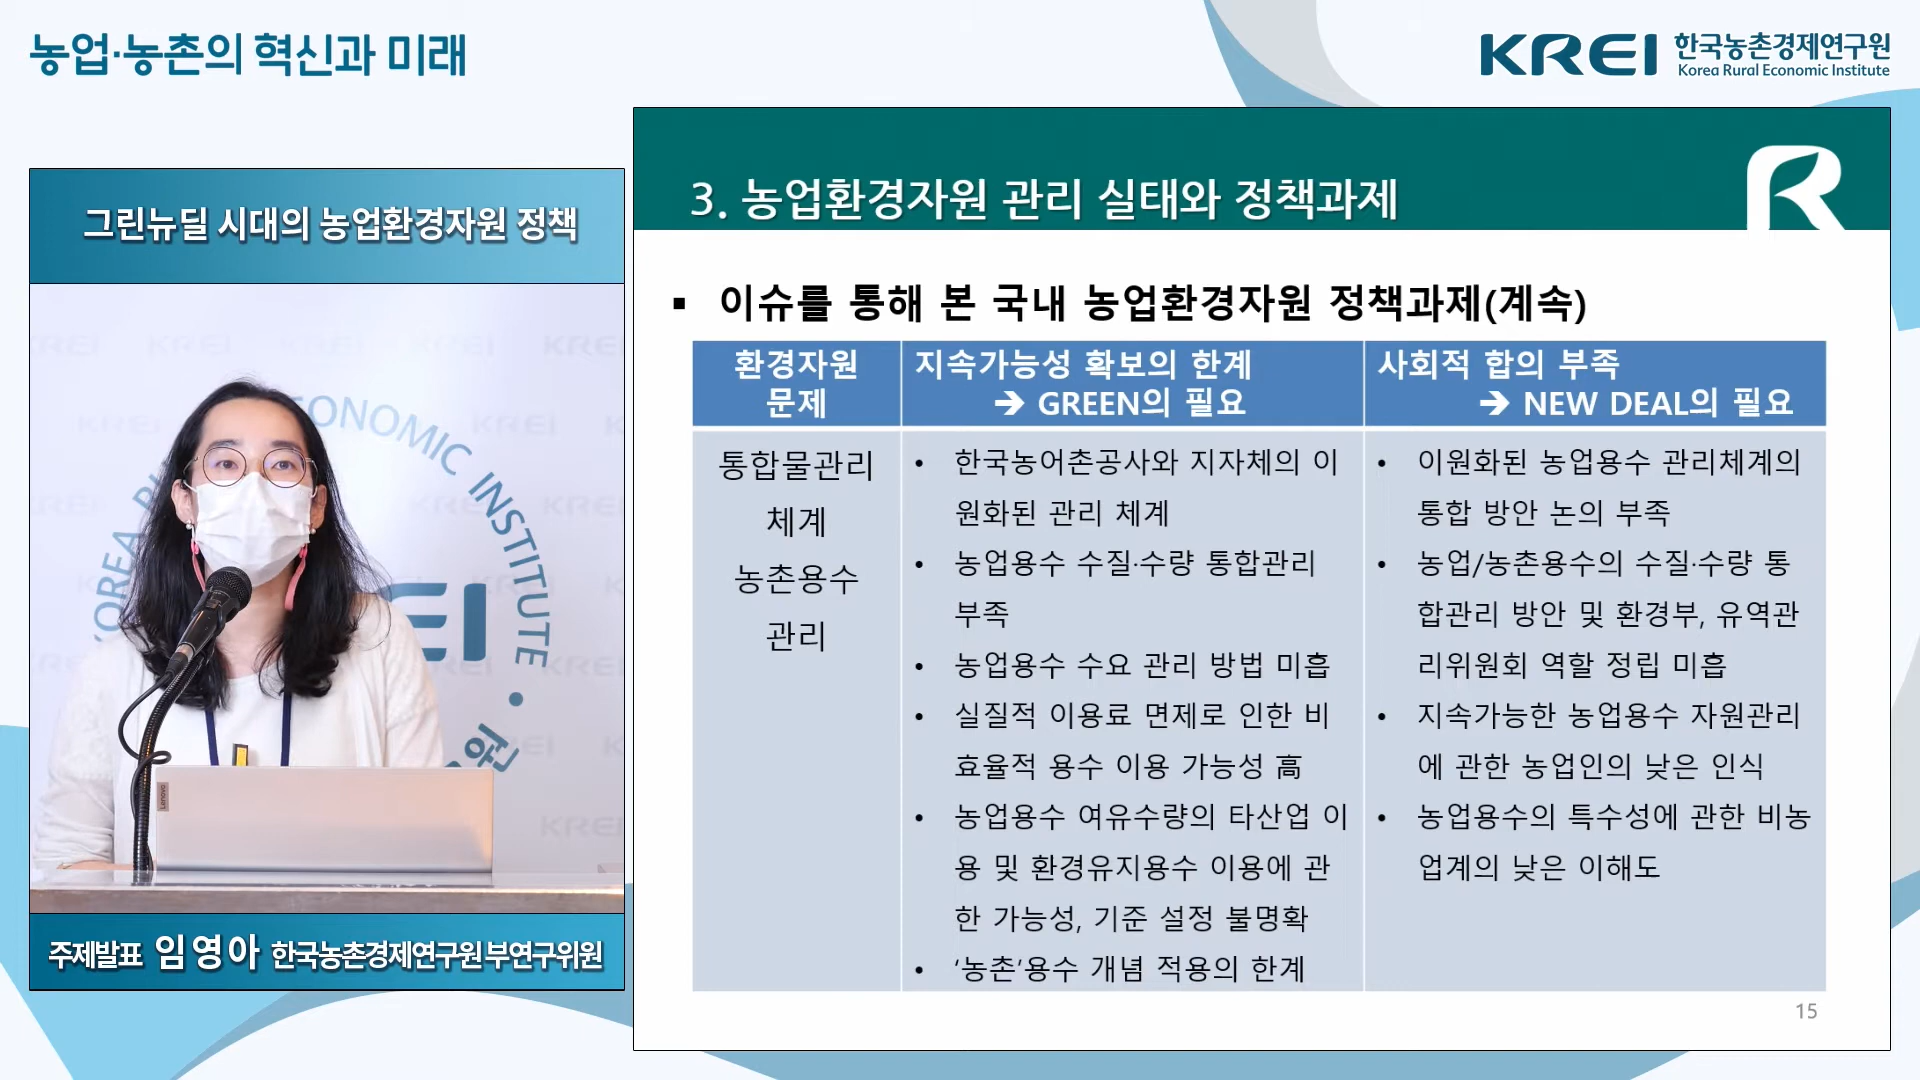 농업·농촌의 혁신과 미래
KREI 한국농촌경제연구원
Korea Rural Economic Institute
그린뉴딜 시대의 농업환경자원 정책
KOREA RU
ECONOMIC INSTITUTE
KREI
Lenovo
주제발표 임영아 한국농촌경제연구원 부연구위원
3. 농업환경자원 관리 실태와 정책과제
▪ 이슈를 통해 본 국내 농업환경자원 정책과제(계속)
환경자원
문제
지속가능성 확보의 한계
➔ GREEN의 필요
사회적 합의 부족
➔ NEW DEAL의 필요
통합물관리
체계
농촌용수
관리
• 한국농어촌공사와 지자체의 이
원화된 관리 체계
• 농업용수 수질·수량 통합관리
부족
• 농업용수 수요 관리 방법 미흡
• 실질적 이용료 면제로 인한 비
효율적 용수 이용 가능성 高
• 농업용수 여유수량의 타산업 이
용 및 환경유지용수 이용에 관
한 가능성, 기준 설정 불명확
• ‘농촌’용수 개념 적용의 한계
• 이원화된 농업용수 관리체계의
통합 방안 논의 부족
• 농업/농촌용수의 수질·수량 통
합관리 방안 및 환경부, 유역관
리위원회 역할 정립 미흡
• 지속가능한 농업용수 자원관리
에 관한 농업인의 낮은 인식
• 농업용수의 특수성에 관한 비농
업계의 낮은 이해도
15